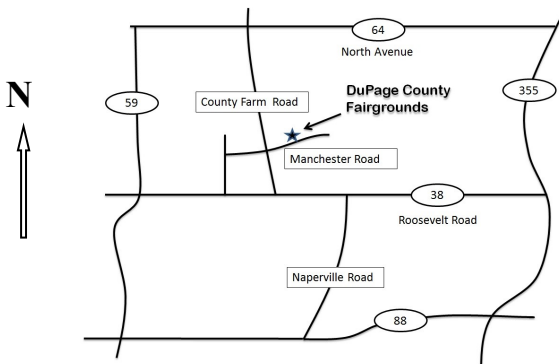 64
North Avenue
N
59
County Farm Road
DuPage County
Fairgrounds
355
Manchester Road
38
Roosevelt Road
Naperville Road
88